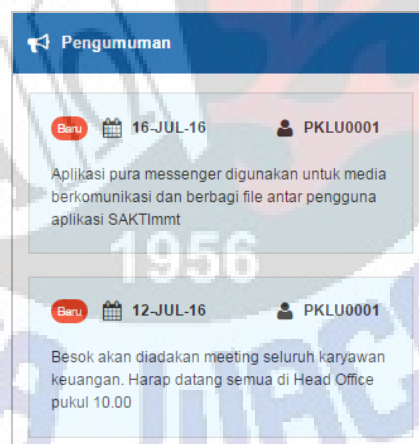 Pengumuman
Baru 16-JUL-16 PKLU0001
Aplikasi pura messenger digunakan untuk media
berkomunikasi dan berbagi file antar pengguna
aplikasi SAKTImmt
1956
Baru 12-JUL-16 PKLU0001
Besok akan diadakan meeting seluruh karyawan
keuangan. Harap datang semua di Head Office
pukul 10.00